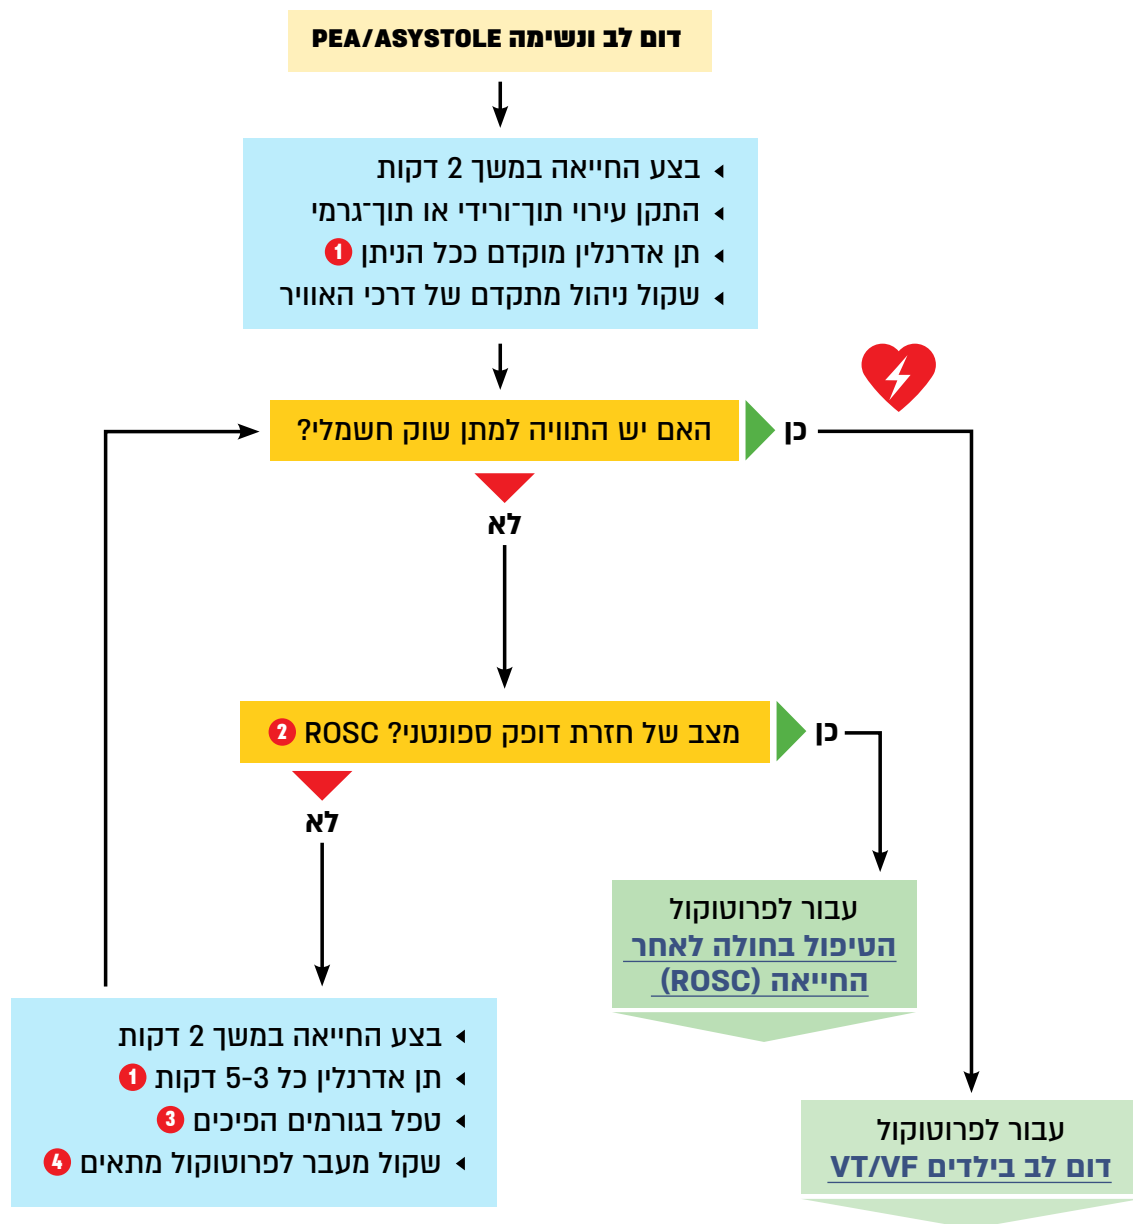 דום לב ונשימה PEA/ASYSTOLE
בצע החייאה במשך 2 דקות
התקן עירוי תוך־ורידי או תוך־גרמי
תן אדרנלין מוקדם ככל הניתן 1
שקול ניהול מתקדם של דרכי האוויר
האם יש התוויה למתן שוק חשמלי?
כן
לא
מצב של חזרת דופק ספונטני? ROSC 2
כן
לא
עבור לפרוטוקול
הטיפול בחולה לאחר
החייאה (ROSC)
בצע החייאה במשך 2 דקות
תן אדרנלין כל 5-3 דקות 1
טפל בגורמים הפיכים 3
שקול מעבר לפרוטוקול מתאים 4
עבור לפרוטוקול
דום לב בילדים VT/VF